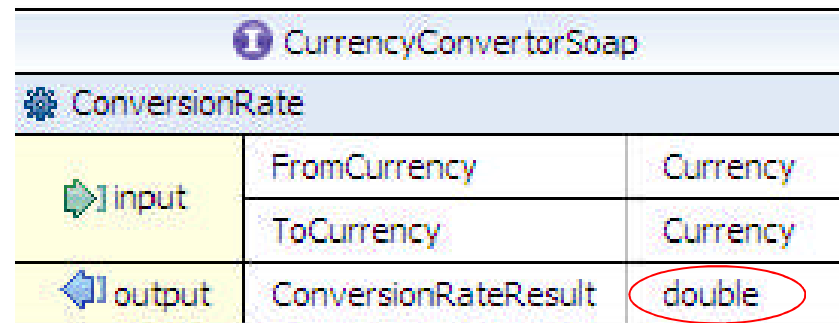 CurrencyConvertorSoap
ConversionRate
input
FromCurrency Currency
ToCurrency Currency
output ConversionRateResult double